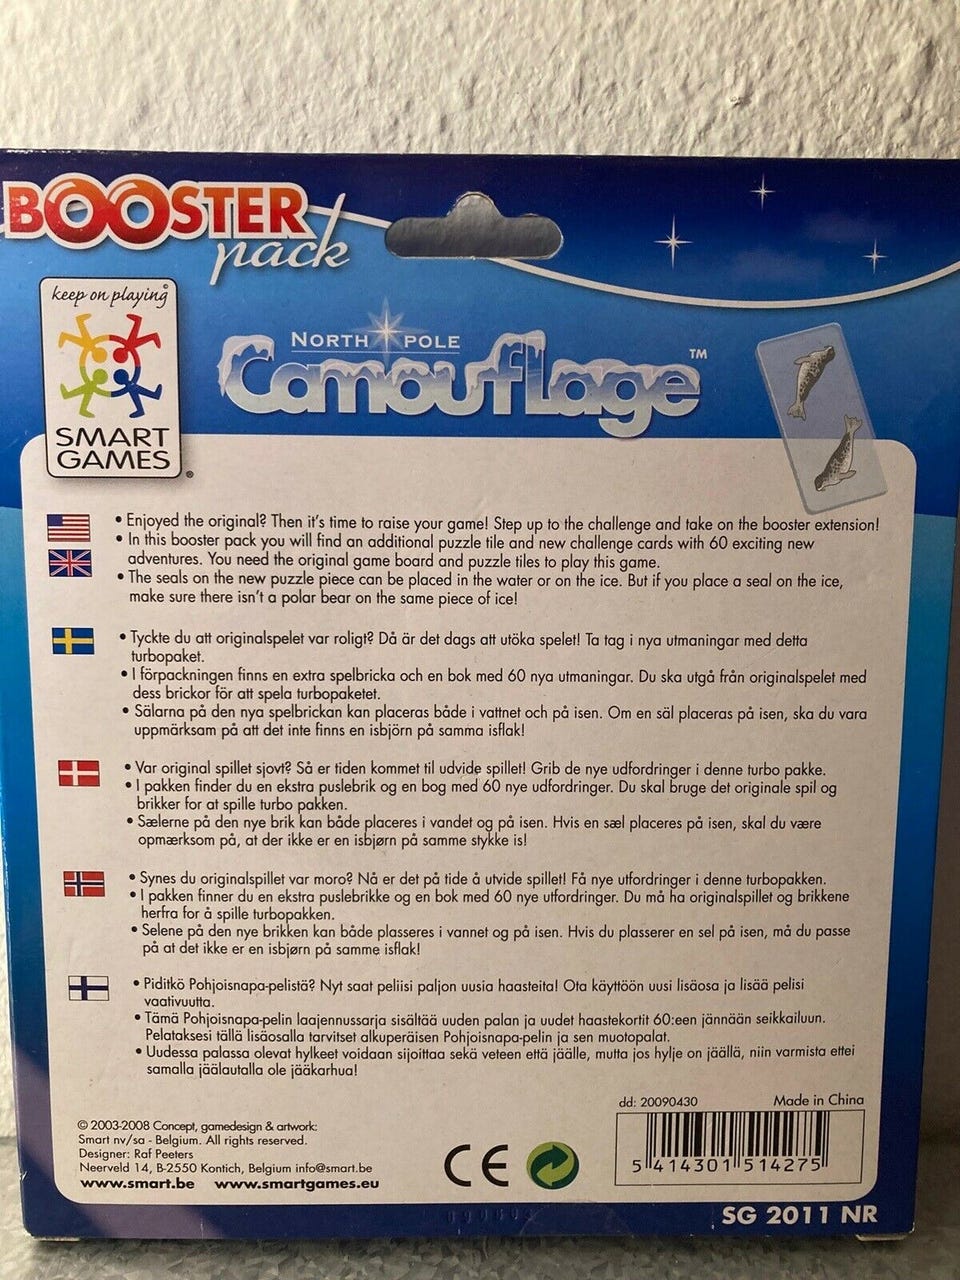 BOOSTER
pack
keep on playing
SMART
GAMES
®
NORTH POLE
Camouflage™
• Enjoyed the original? Then it's time to raise your game! Step up to the challenge and take on the booster extension!
• In this booster pack you will find an additional puzzle tile and new challenge cards with 60 exciting new
adventures. You need the original game board and puzzle tiles to play this game.
• The seals on the new puzzle piece can be placed in the water or on the ice. But if you place a seal on the ice,
make sure there isn't a polar bear on the same piece of ice!
• Tyckte du att originalspelet var roligt? Då är det dags att utöka spelet! Ta tag i nya utmaningar med detta
turbopaket.
• I förpackningen finns en extra spelbricka och en bok med 60 nya utmaningar. Du ska utgå från originalspelet med
dess brickor för att spela turbopaketet.
• Sälarna på den nya spelbrickan kan placeras både i vattnet och på isen. Om en säl placeras på isen, ska du vara
uppmärksam på att det inte finns en isbjörn på samma isflak!
• Var original spillet sjovt? Så er tiden kommet til udvide spillet! Grib de nye udfordringer i denne turbo pakke.
• I pakken finder du en ekstra puslebrik og en bog med 60 nye udfordringer. Du skal bruge det originale spil og
brikker for at spille turbo pakken.
• Sælerne på den nye brik kan både placeres i vandet og på isen. Hvis en sæl placeres på isen, skal du være
opmærksom på, at der ikke er en isbjørn på samme stykke is!
• Synes du originalspillet var moro? Nå er det på tide å utvide spillet! Få nye utfordringer i denne turbopakken.
• I pakken finner du en ekstra puslebrikke og en bok med 60 nye utfordringer. Du må ha originalspillet og brikkene
herfra for å spille turbopakken.
• Selene på den nye brikken kan både plasseres i vannet og på isen. Hvis du plasserer en sel på isen, må du passe
på at det ikke er en isbjørn på samme isflak!
• Piditkö Pohjoisnapa-pelistä? Nyt saat peliisi paljon uusia haasteita! Ota käyttöön uusi lisäosa ja lisää pelisi
vaativuutta.
• Tämä Pohjoisnapa-pelin laajennussarja sisältää uuden palan ja uudet haastekortit 60:een jännään seikkailuun.
Pelataksesi tällä lisäosalla tarvitset alkuperäisen Pohjoisnapa-pelin ja sen muotopalat.
• Uudessa palassa olevat hylkeet voidaan sijoittaa sekä veteen että jäälle, mutta jos hylje on jäällä, niin varmista ettei
samalla jäälautalla ole jääkarhua!
dd: 20090430 Made in China
© 2003-2008 Concept, gamedesign & artwork:
Smart nv/sa - Belgium. All rights reserved.
Designer: Raf Peeters
Neerveld 14, B-2550 Kontich, Belgium info@smart.be
www.smart.be www.smartgames.eu
CE
5 414301 514275
SG 2011 NR